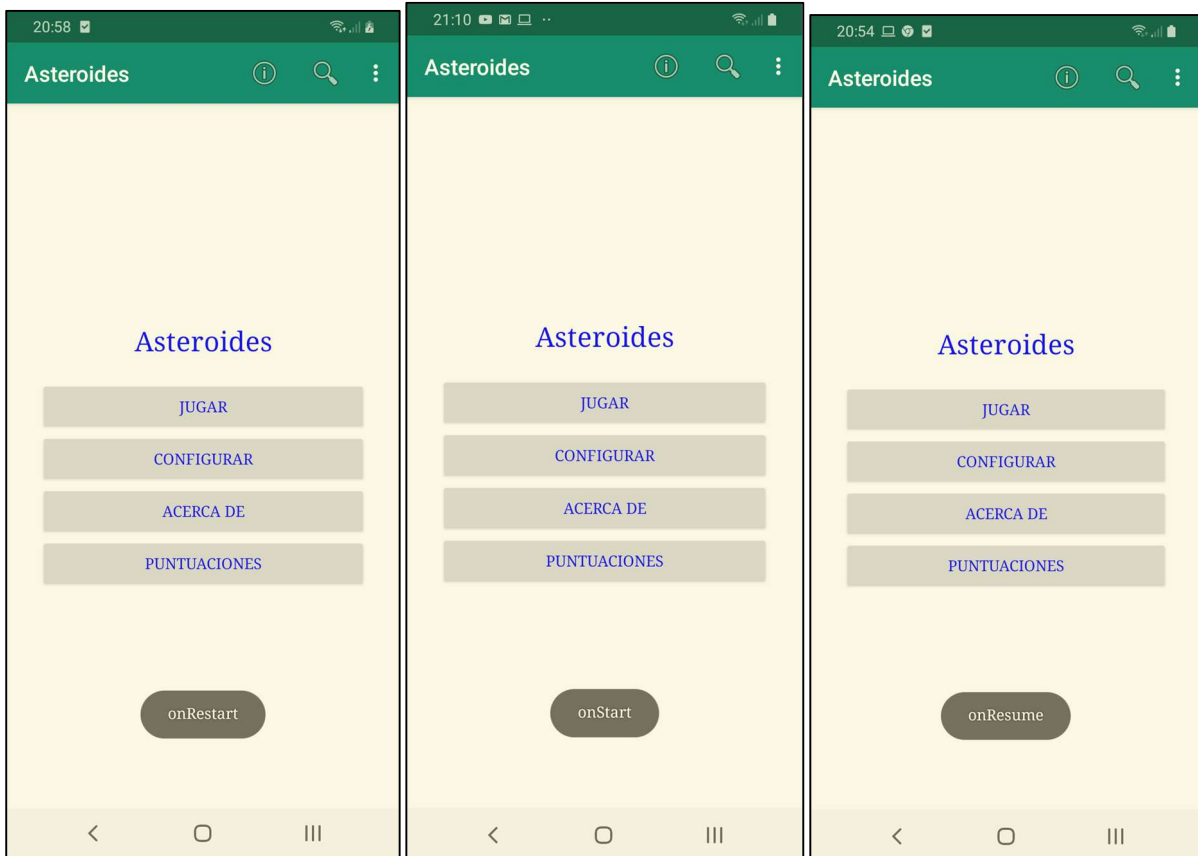 20:58
Asteroides
Asteroides
JUGAR
CONFIGURAR
ACERCA DE
PUNTUACIONES
onRestart
21:10
Asteroides
Asteroides
JUGAR
CONFIGURAR
ACERCA DE
PUNTUACIONES
onStart
20:54
Asteroides
Asteroides
JUGAR
CONFIGURAR
ACERCA DE
PUNTUACIONES
onResume